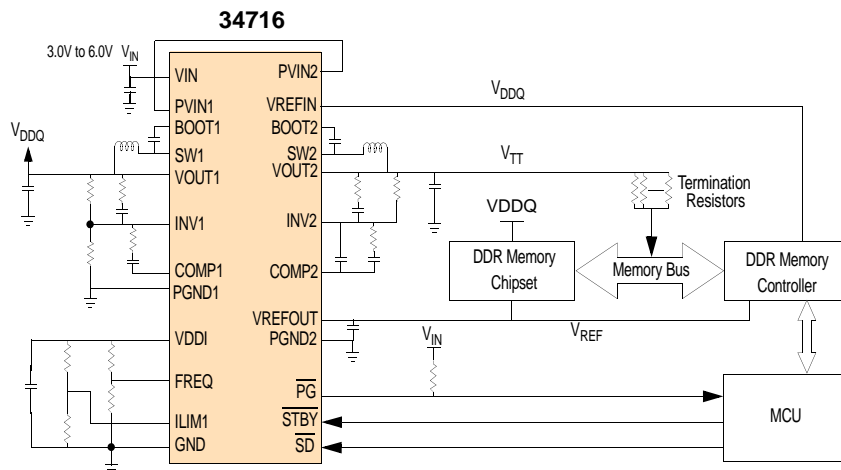 34716
3.0V to 6.0V VIN
VIN
PVIN1
BOOT1
SW1
VOUT1
INV1
COMP1
PGND1
VDDI
FREQ
ILIM1
GND
PVIN2
VREFIN
BOOT2
SW2
VOUT2
INV2
COMP2
VREFOUT
PGND2
PG
STBY
SD
VDDQ
VDDQ
VTT
Termination
Resistors
VDDQ
DDR Memory
Chipset
Memory Bus
DDR Memory
Controller
VREF
VIN
MCU